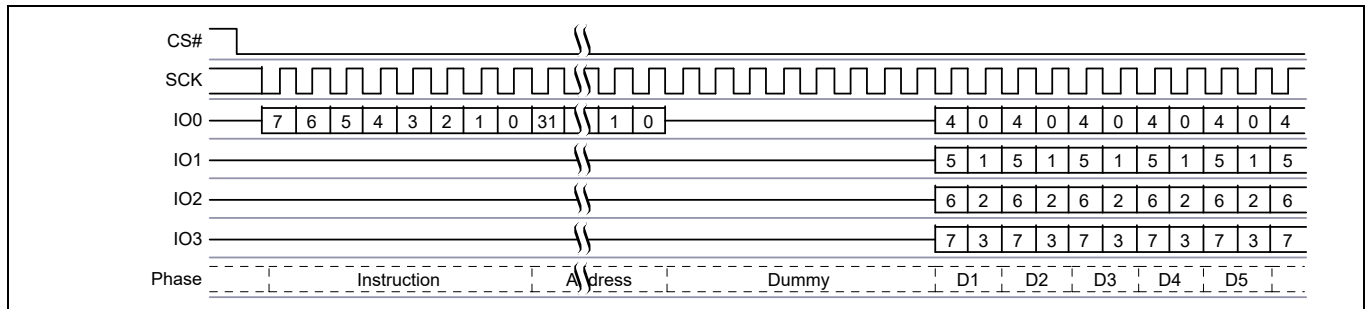 CS#
SCK
IO0 7 6 5 4 3 2 1 0 31 1 0 4 0 4 0 4 0 4 0 4 0 4
IO1 5 1 5 1 5 1 5 1 5 1 5
IO2 6 2 6 2 6 2 6 2 6 2 6
IO3 7 3 7 3 7 3 7 3 7 3 7
Phase Instruction Address Dummy D1 D2 D3 D4 D5